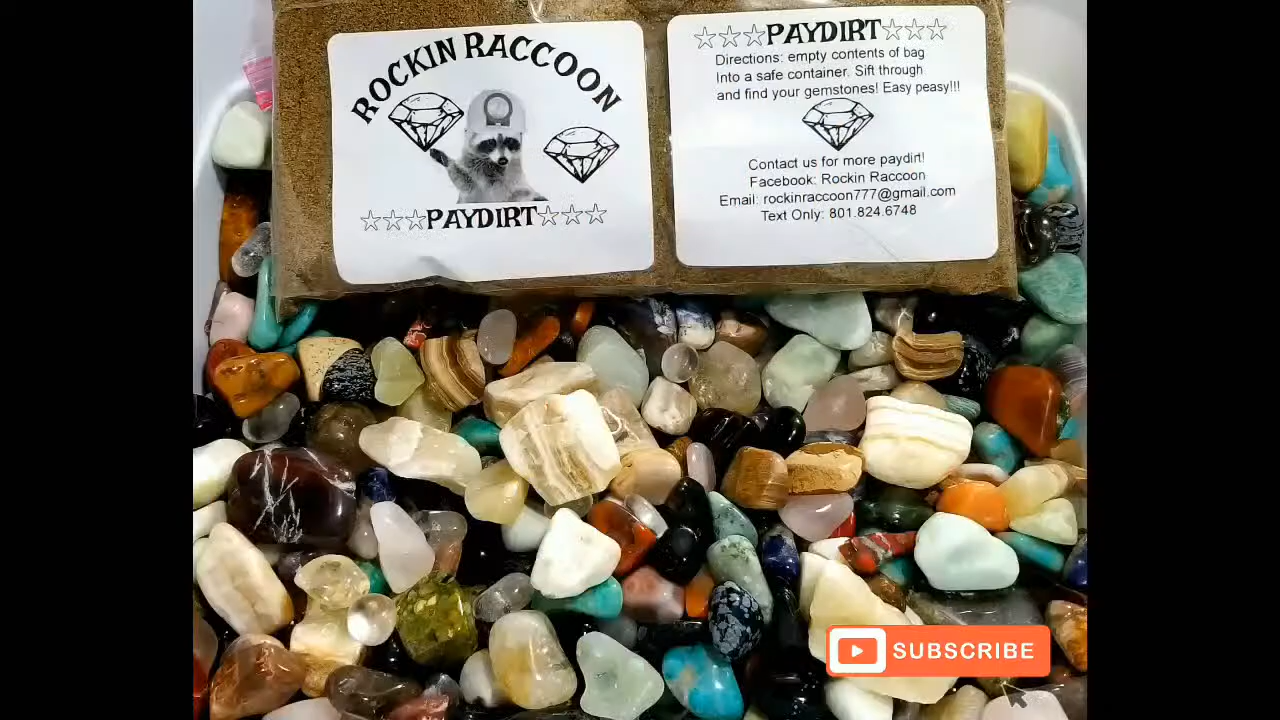 ROCKIN RACCOON
☆☆☆PAYDIRT☆☆☆
☆☆☆PAYDIRT☆☆☆
Directions: empty contents of bag
Into a safe container. Sift through
and find your gemstones! Easy peasy!!!
Contact us for more paydirt!
Facebook: Rockin Raccoon
Email: rockinraccoon777@gmail.com
Text Only: 801.824.6748
SUBSCRIBE